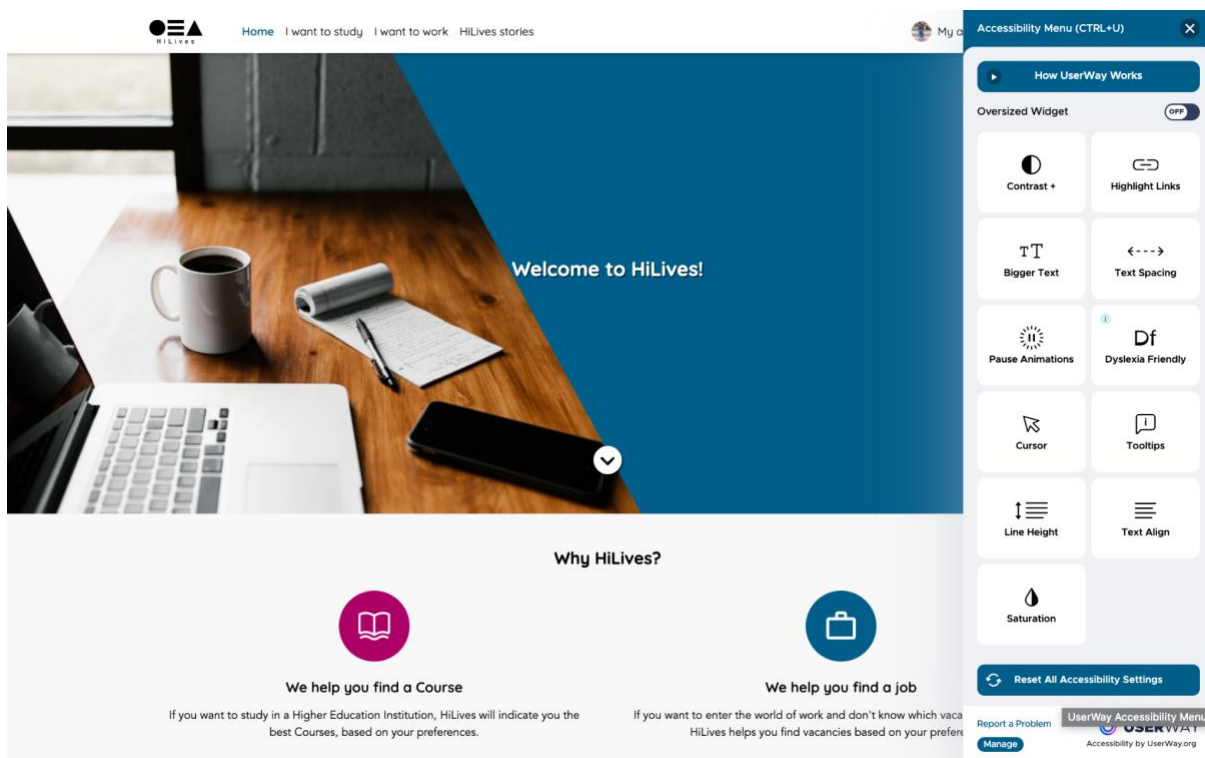 HiLives
Home I want to study I want to work HiLives stories
My a
Welcome to HiLives!
Why HiLives?
We help you find a Course
If you want to study in a Higher Education Institution, HiLives will indicate you the
best Courses, based on your preferences.
We help you find a job
If you want to enter the world of work and don't know which vaca
HiLives helps you find vacancies based on your prefere
Accessibility Menu (CTRL+U)
How UserWay Works
Oversized Widget OFF
Contrast + Highlight Links
TT
Bigger Text Text Spacing
Df
Pause Animations Dyslexia Friendly
Cursor Tooltips
Line Height Text Align
Saturation
Reset All Accessibility Settings
Report a Problem UserWay Accessibility Menu
USERWAY
Manage Accessibility by UserWay.org